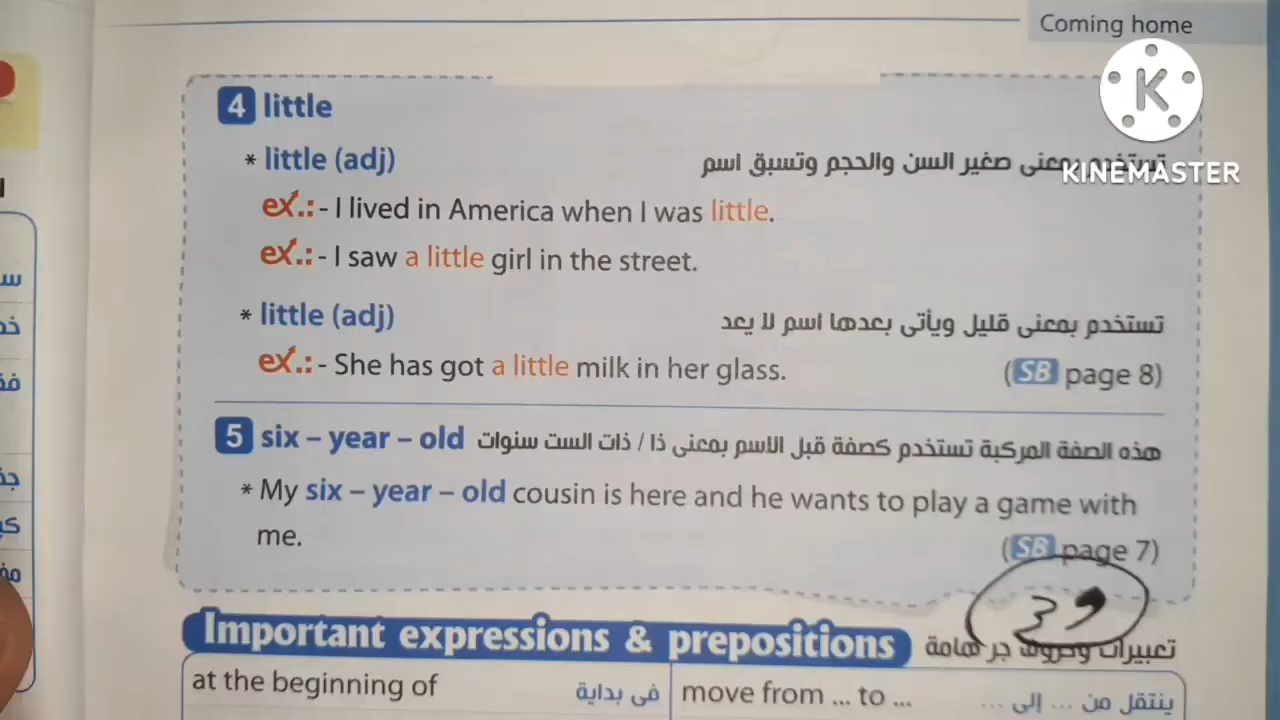 Coming home
K
KINEMASTER
4 little
* little (adj) تستخدم بمعنى صغير السن والحجم وتسبق اسم
ex.: - I lived in America when I was little.
ex.: - I saw a little girl in the street.
* little (adj) تستخدم بمعنى قليل ويأتى بعدها اسم لا يعد
ex.: - She has got a little milk in her glass. (SB page 8)
5 six – year – old هذه الصفة المركبة تستخدم كصفة قبل الاسم بمعنى ذا / ذات الست سنوات
* My six – year – old cousin is here and he wants to play a game with
me. (SB page 7)
Important expressions & prepositions تعبيرات وحروف جر هامة
at the beginning of فى بداية move from ... to ... ينتقل من ... إلى ...